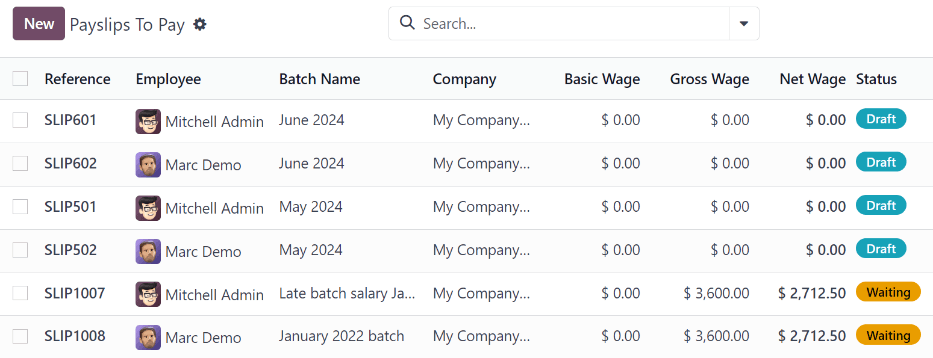 New Payslips To Pay Search...
Reference Employee Batch Name Company Basic Wage Gross Wage Net Wage Status
SLIP601 Mitchell Admin June 2024 My Company... $ 0.00 $ 0.00 $ 0.00 Draft
SLIP602 Marc Demo June 2024 My Company... $ 0.00 $ 0.00 $ 0.00 Draft
SLIP501 Mitchell Admin May 2024 My Company... $ 0.00 $ 0.00 $ 0.00 Draft
SLIP502 Marc Demo May 2024 My Company... $ 0.00 $ 0.00 $ 0.00 Draft
SLIP1007 Mitchell Admin Late batch salary Ja... My Company... $ 0.00 $ 3,600.00 $ 2,712.50 Waiting
SLIP1008 Marc Demo January 2022 batch My Company... $ 0.00 $ 3,600.00 $ 2,712.50 Waiting